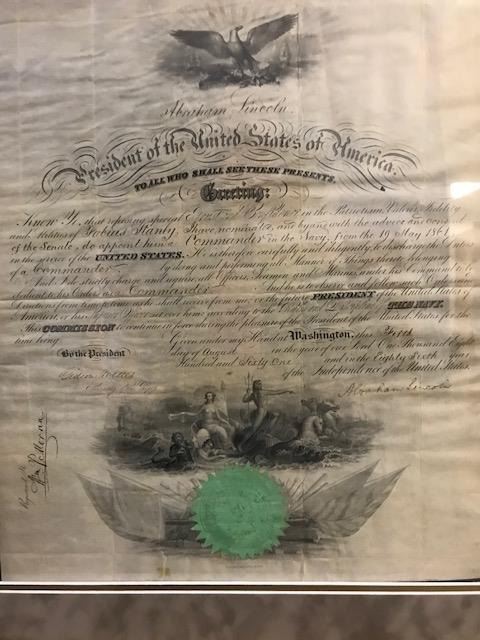 Abraham Lincoln
President of the United States of America.
TO ALL WHO SHALL SEE THESE PRESENTS,
Greeting:
Know Ye, that reposing special in the Patriotism, Valor, Fidelity
and Abilities of Tobias Stanly, I have nominated, and by and with the advice and consent
of the Senate, do appoint him a Commander in the Navy from the 19 May 1861
in the service of the UNITED STATES. He is therefore carefully and diligently to discharge the duties
of a Commander by doing and performing all Manner of Things thereto belonging.
And I do strictly charge and require all Officers, Seamen and Marines under his Command to be
obedient to his Orders as a Commander And he is to observe and follow such Orders and
directions from time to time as he shall receive from me, or the future PRESIDENT of the United States of
America, or his Superior Officer set over him, according to the Rules and Discipline of THE NAVY.
This COMMISSION to continue in force during the pleasure of the President of the United States for the
time being.
Given under my Hand at Washington, this
day of August in the year of our Lord One Thousand Eight
Hundred and Sixty One and in the Eighty Sixth year
of the Independence of the United States.
By the President
Gideon Welles
Abraham Lincoln
Registered